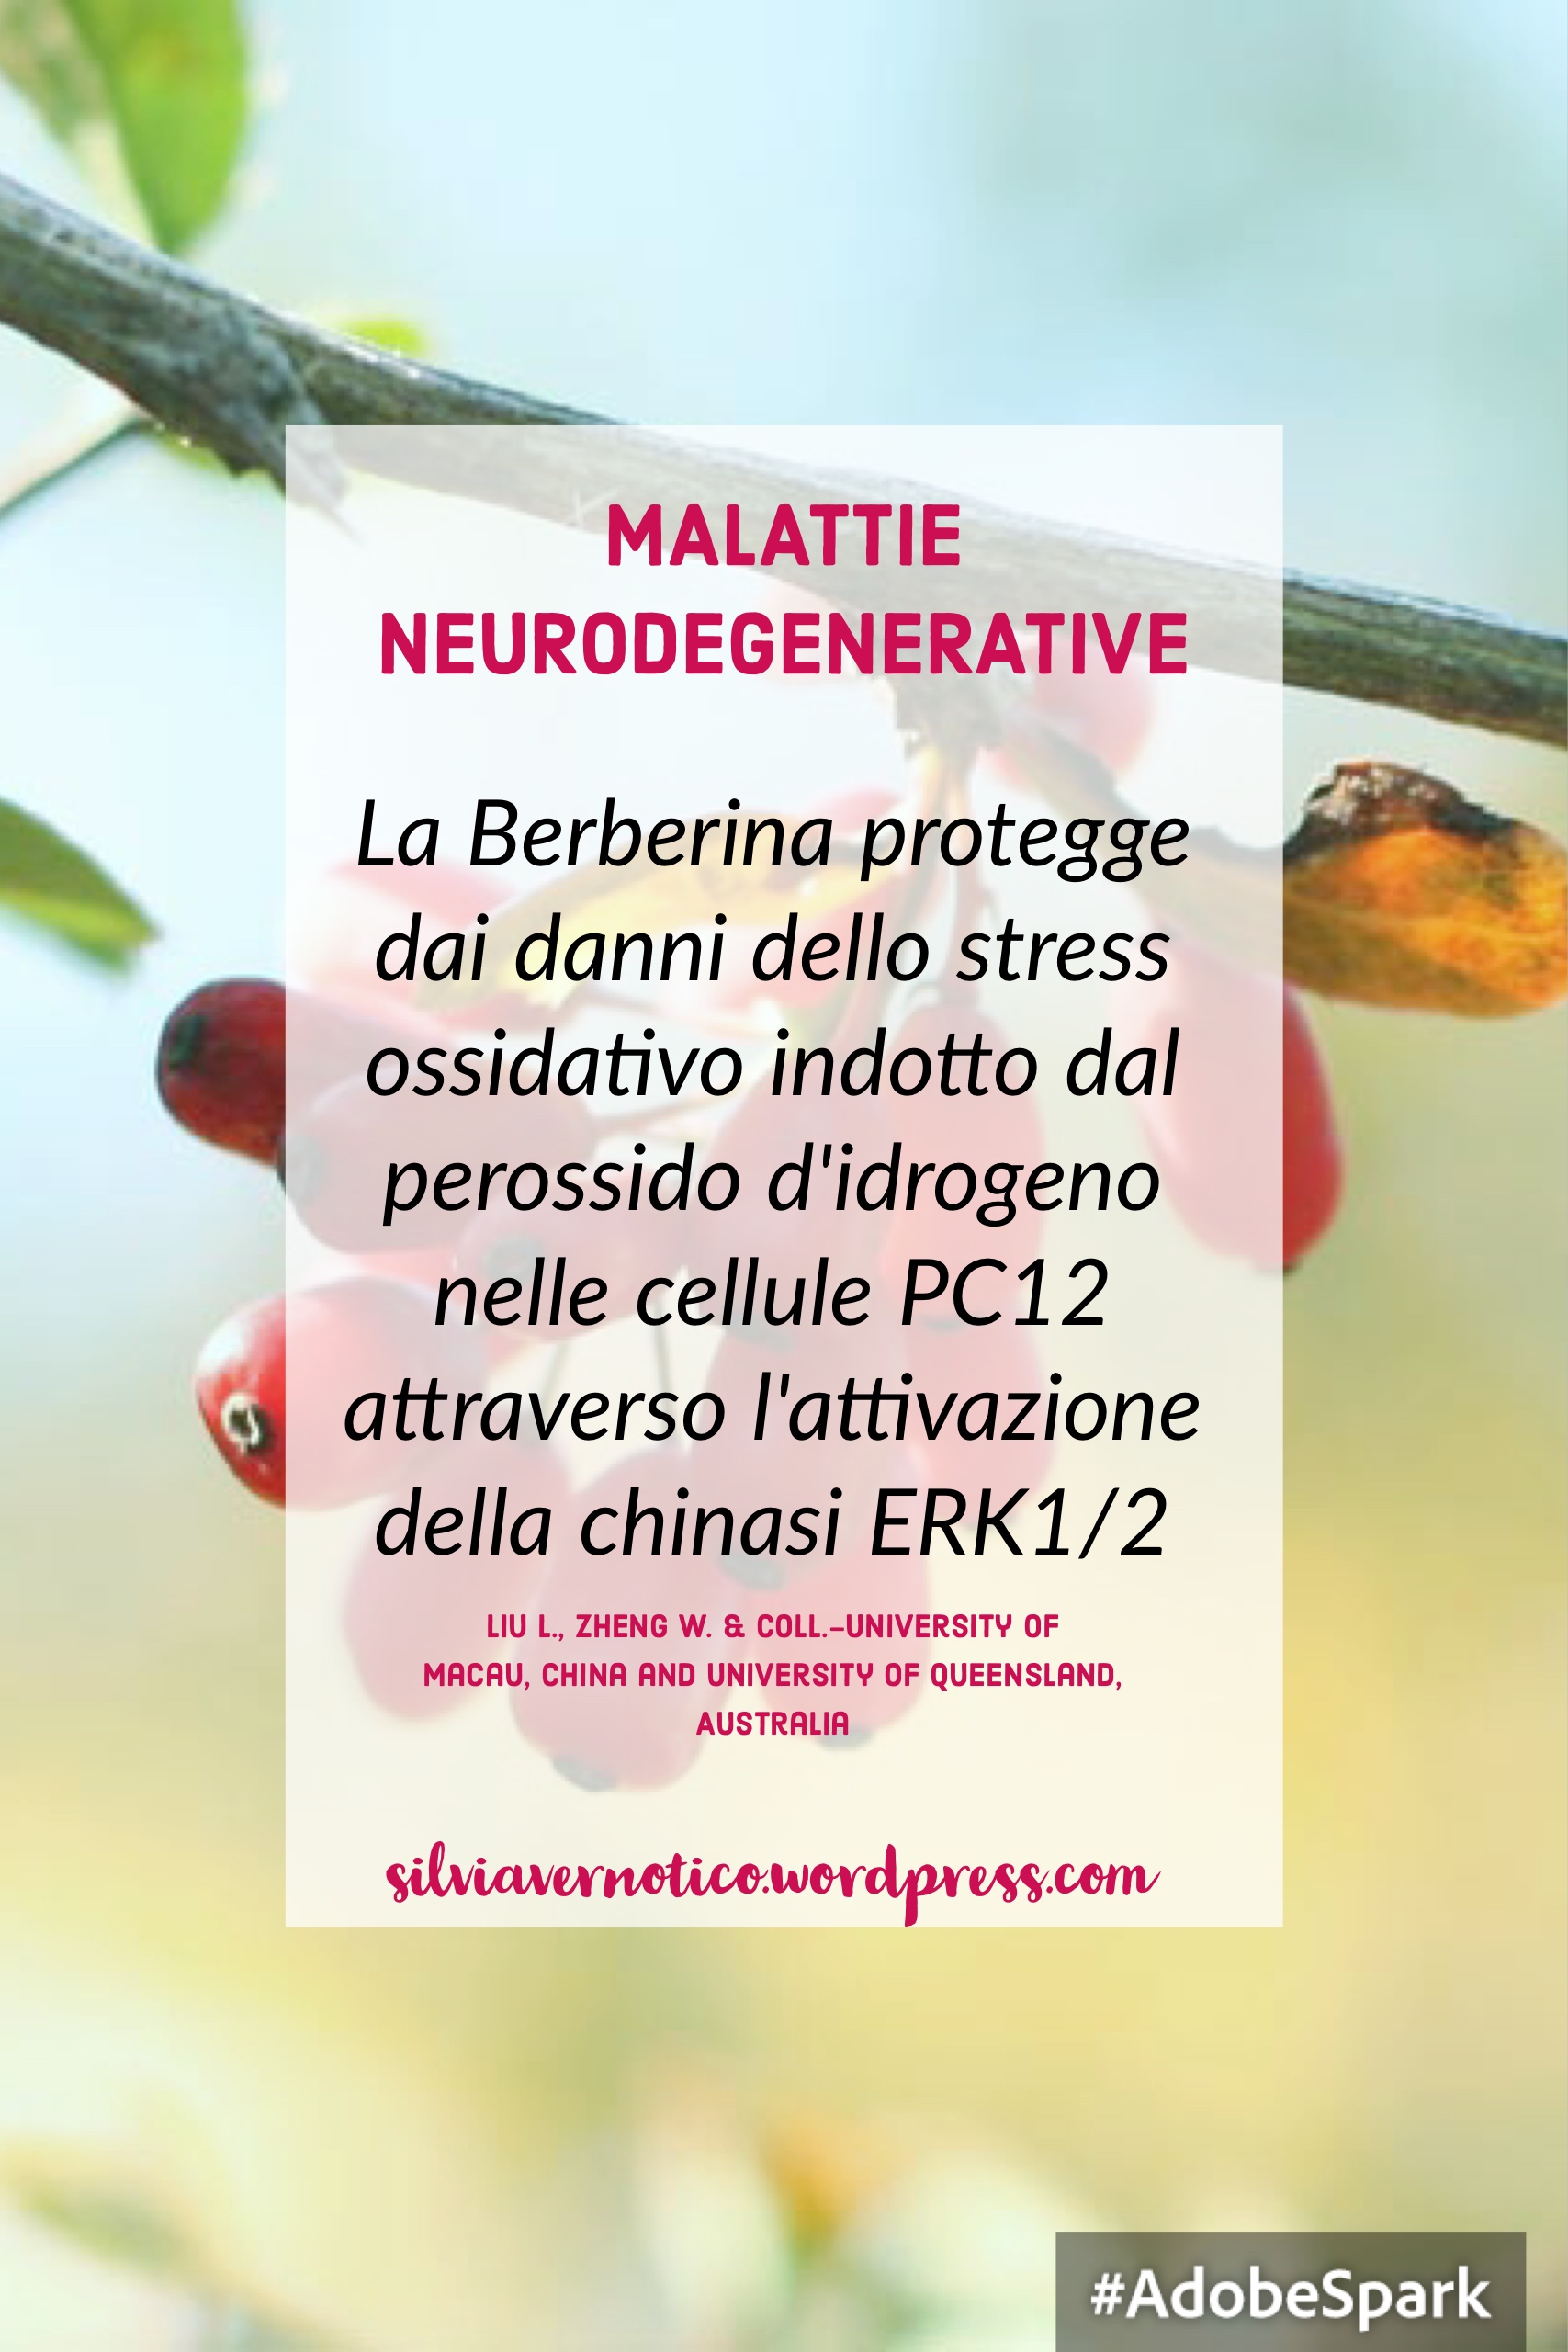 MALATTIE
NEURODEGENERATIVE
La Berberina protegge
dai danni dello stress
ossidativo indotto dal
perossido d'idrogeno
nelle cellule PC12
attraverso l'attivazione
della chinasi ERK1/2
LIU L., ZHENG W. & COLL.-UNIVERSITY OF
MACAU, CHINA AND UNIVERSITY OF QUEENSLAND,
AUSTRALIA
silviavernotico.wordpress.com
#AdobeSpark